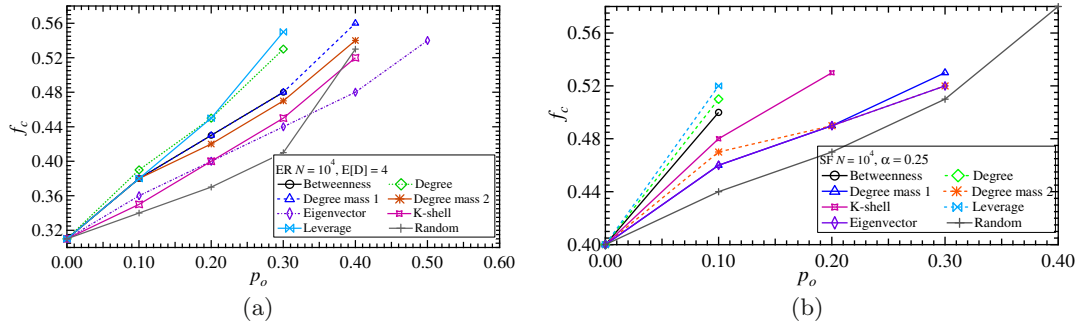 0.56
0.52
0.48
0.44
0.40
0.36
0.32
f_c
0.00 0.10 0.20 0.30 0.40 0.50 0.60
p_o
ER N = 10^4, E[D] = 4
Betweenness Degree
Degree mass 1 Degree mass 2
Eigenvector K-shell
Leverage Random
(a)
0.56
0.52
0.48
0.44
0.40
f_c
0.00 0.10 0.20 0.30 0.40
p_o
SF N = 10^4, α = 0.25
Betweenness Degree
Degree mass 1 Degree mass 2
K-shell Leverage
Eigenvector Random
(b)